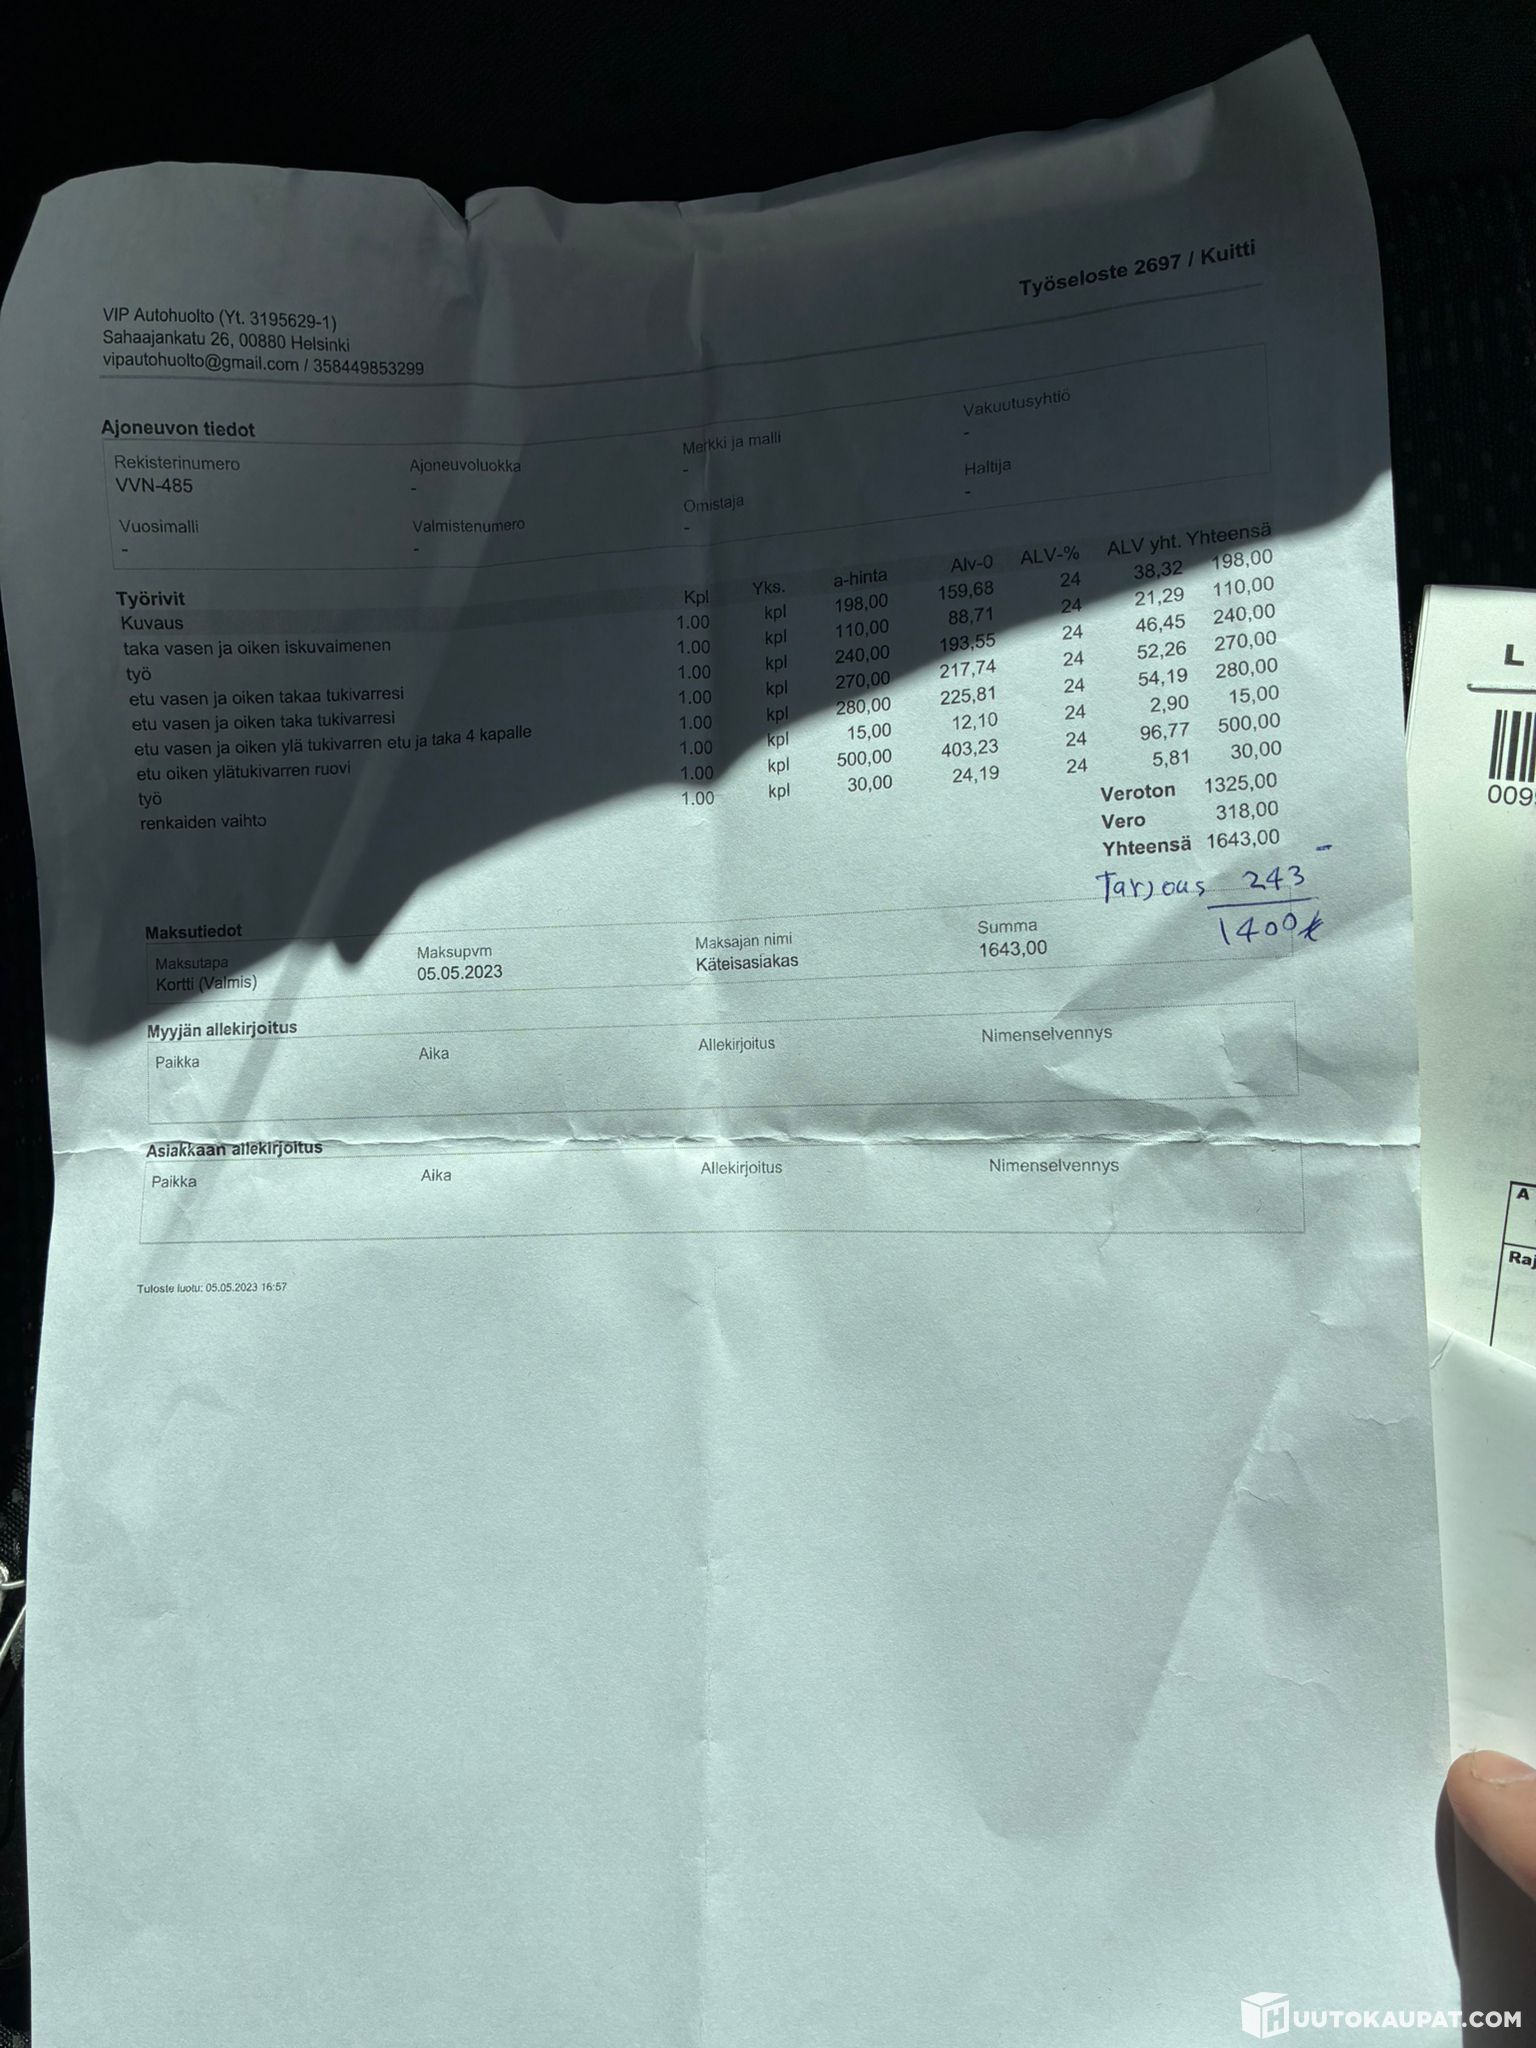 Työseloste 2697 / Kuitti
VIP Autohuolto (Yt. 3195629-1)
Sahaajankatu 26, 00880 Helsinki
vipautohuolto@gmail.com / 358449853299
Ajoneuvon tiedot
Rekisterinumero Ajoneuvoluokka Merkki ja malli Vakuutusyhtiö
VVN-485 - - -
Vuosimalli Valmistenumero Omistaja Haltija
- - - -
Työrivit
Kuvaus Kpl Yks. a-hinta Alv-0 ALV-% ALV yht. Yhteensä
taka vasen ja oiken iskuvaimenen 1.00 kpl 198,00 159,68 24 38,32 198,00
työ 1.00 kpl 110,00 88,71 24 21,29 110,00
etu vasen ja oiken takaa tukivarresi 1.00 kpl 240,00 193,55 24 46,45 240,00
etu vasen ja oiken taka tukivarresi 1.00 kpl 270,00 217,74 24 52,26 270,00
etu vasen ja oiken ylä tukivarren etu ja taka 4 kapalle 1.00 kpl 280,00 225,81 24 54,19 280,00
etu oiken ylätukivarren ruovi 1.00 kpl 15,00 12,10 24 2,90 15,00
työ 1.00 kpl 500,00 403,23 24 96,77 500,00
renkaiden vaihto 1.00 kpl 30,00 24,19 24 5,81 30,00
Veroton 1325,00
Vero 318,00
Yhteensä 1643,00
Tarjous 243 -
1400€
Maksutiedot
Maksutapa Maksupvm Maksajan nimi Summa
Kortti (Valmis) 05.05.2023 Käteisasiakas 1643,00
Myyjän allekirjoitus
Paikka Aika Allekirjoitus Nimenselvennys
Asiakkaan allekirjoitus
Paikka Aika Allekirjoitus Nimenselvennys
Tuloste luotu: 05.05.2023 16:57
L
009
A
Raj
HUUTOKAUPAT.COM